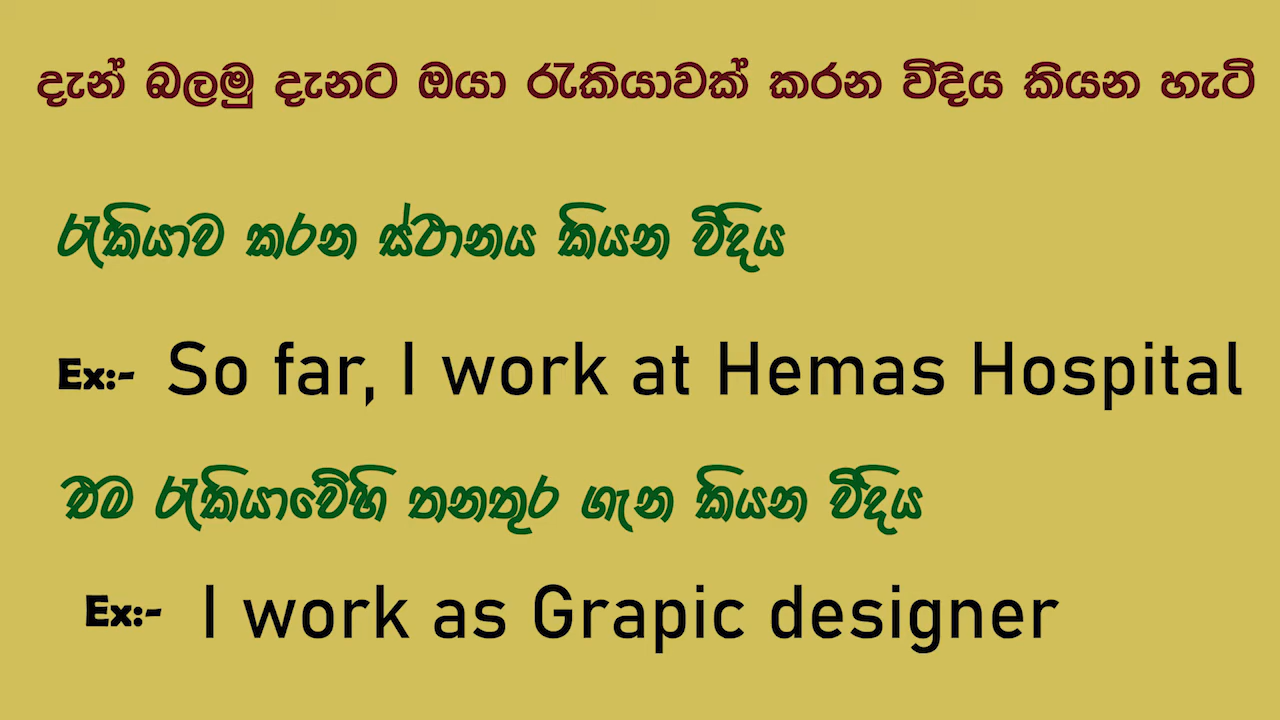 දැන් බලමු දැනට ඔයා රැකියාවක් කරන විදිය කියන හැටි
රැකියාව කරන ස්ථානය කියන විදිය
Ex:- So far, I work at Hemas Hospital
එම රැකියාවේහි තනතුර ගැන කියන විදිය
Ex:- I work as Grapic designer